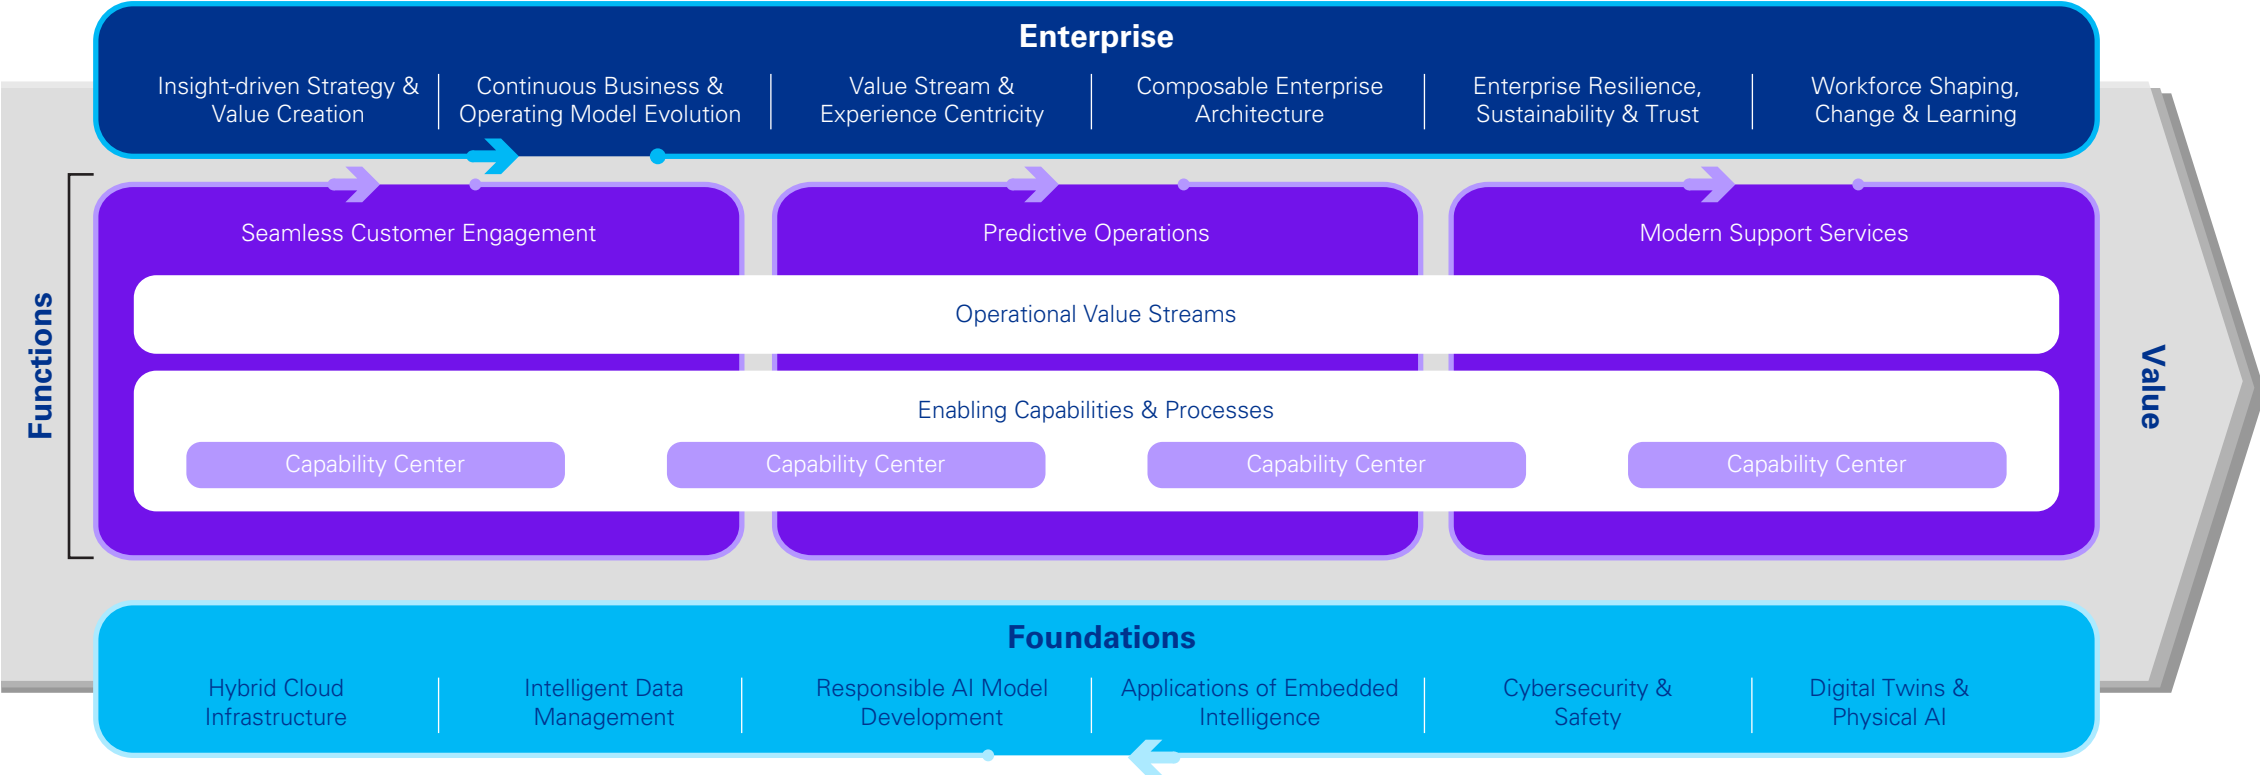 Enterprise
Insight-driven Strategy &
Value Creation
Continuous Business &
Operating Model Evolution
Value Stream &
Experience Centricity
Composable Enterprise
Architecture
Enterprise Resilience,
Sustainability & Trust
Workforce Shaping,
Change & Learning
Functions
Seamless Customer Engagement
Predictive Operations
Modern Support Services
Operational Value Streams
Enabling Capabilities & Processes
Capability Center
Capability Center
Capability Center
Capability Center
Value
Foundations
Hybrid Cloud
Infrastructure
Intelligent Data
Management
Responsible AI Model
Development
Applications of Embedded
Intelligence
Cybersecurity &
Safety
Digital Twins &
Physical AI